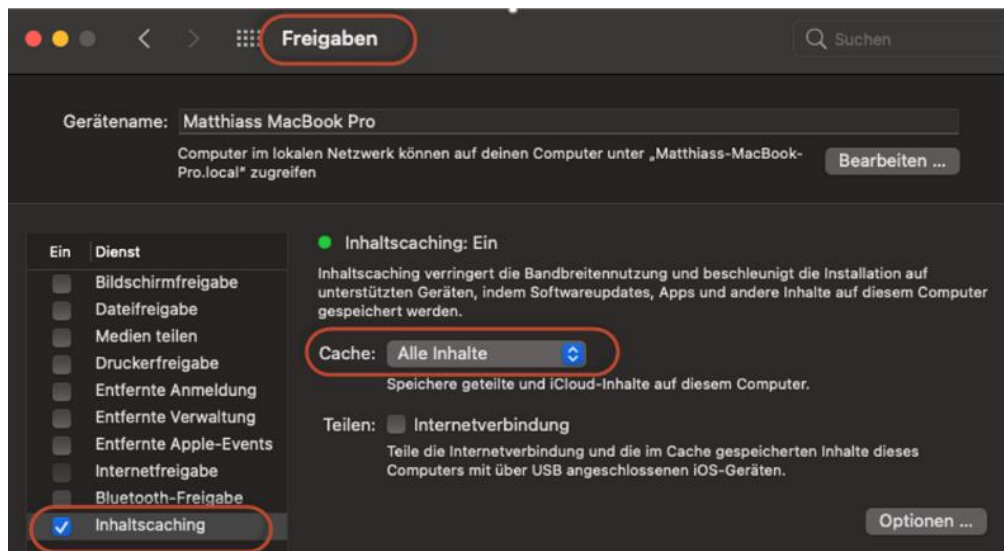 Freigaben
Suchen
Gerätename: Matthiass MacBook Pro
Computer im lokalen Netzwerk können auf deinen Computer unter „Matthiass-MacBook-
Pro.local“ zugreifen
Bearbeiten ...
Ein Dienst
Bildschirmfreigabe
Dateifreigabe
Medien teilen
Druckerfreigabe
Entfernte Anmeldung
Entfernte Verwaltung
Entfernte Apple-Events
Internetfreigabe
Bluetooth-Freigabe
Inhaltscaching
Inhaltscaching: Ein
Inhaltscaching verringert die Bandbreitennutzung und beschleunigt die Installation auf
unterstützten Geräten, indem Softwareupdates, Apps und andere Inhalte auf diesem Computer
gespeichert werden.
Cache: Alle Inhalte
Speichere geteilte und iCloud-Inhalte auf diesem Computer.
Teilen: Internetverbindung
Teile die Internetverbindung und die im Cache gespeicherten Inhalte dieses
Computers mit über USB angeschlossenen iOS-Geräten.
Optionen ...